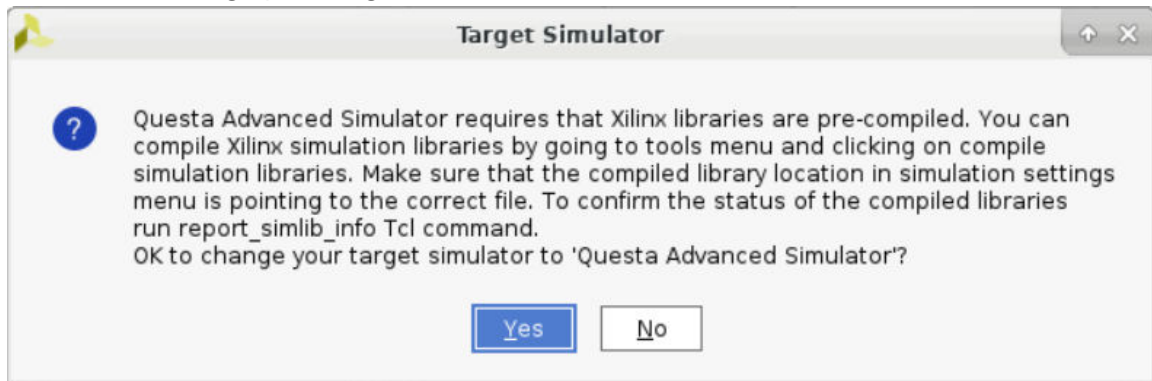 Target Simulator
Questa Advanced Simulator requires that Xilinx libraries are pre-compiled. You can
compile Xilinx simulation libraries by going to tools menu and clicking on compile
simulation libraries. Make sure that the compiled library location in simulation settings
menu is pointing to the correct file. To confirm the status of the compiled libraries
run report_simlib_info Tcl command.
OK to change your target simulator to 'Questa Advanced Simulator'?
Yes No